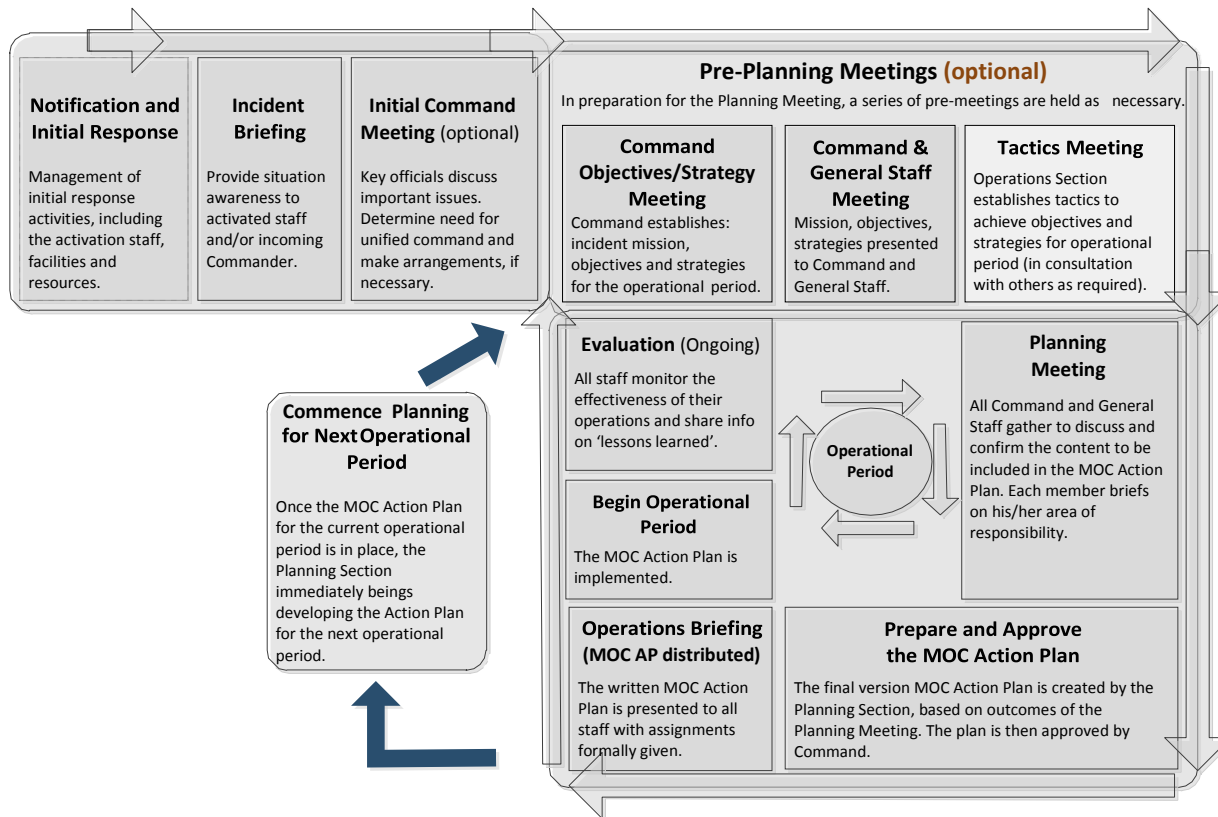 Notification and
Initial Response
Management of
initial response
activities, including
the activation staff,
facilities and
resources.
Incident
Briefing
Provide situation
awareness to
activated staff
and/or incoming
Commander.
Initial Command
Meeting (optional)
Key officials discuss
important issues.
Determine need for
unified command and
make arrangements, if
necessary.
Pre-Planning Meetings (optional)
In preparation for the Planning Meeting, a series of pre-meetings are held as necessary.
Command
Objectives/Strategy
Meeting
Command establishes:
incident mission,
objectives and strategies
for the operational period.
Command &
General Staff
Meeting
Mission, objectives,
strategies presented
to Command and
General Staff.
Tactics Meeting
Operations Section
establishes tactics to
achieve objectives and
strategies for operational
period (in consultation
with others as required).
Evaluation (Ongoing)
All staff monitor the
effectiveness of their
operations and share info
on ‘lessons learned’.
Operational
Period
Planning
Meeting
All Command and General
Staff gather to discuss and
confirm the content to be
included in the MOC Action
Plan. Each member briefs
on his/her area of
responsibility.
Begin Operational
Period
The MOC Action Plan is
implemented.
Commence Planning
for Next Operational
Period
Once the MOC Action Plan
for the current operational
period is in place, the
Planning Section
immediately beings
developing the Action Plan
for the next operational
period.
Operations Briefing
(MOC AP distributed)
The written MOC Action
Plan is presented to all
staff with assignments
formally given.
Prepare and Approve
the MOC Action Plan
The final version MOC Action Plan is created by the
Planning Section, based on outcomes of the
Planning Meeting. The plan is then approved by
Command.